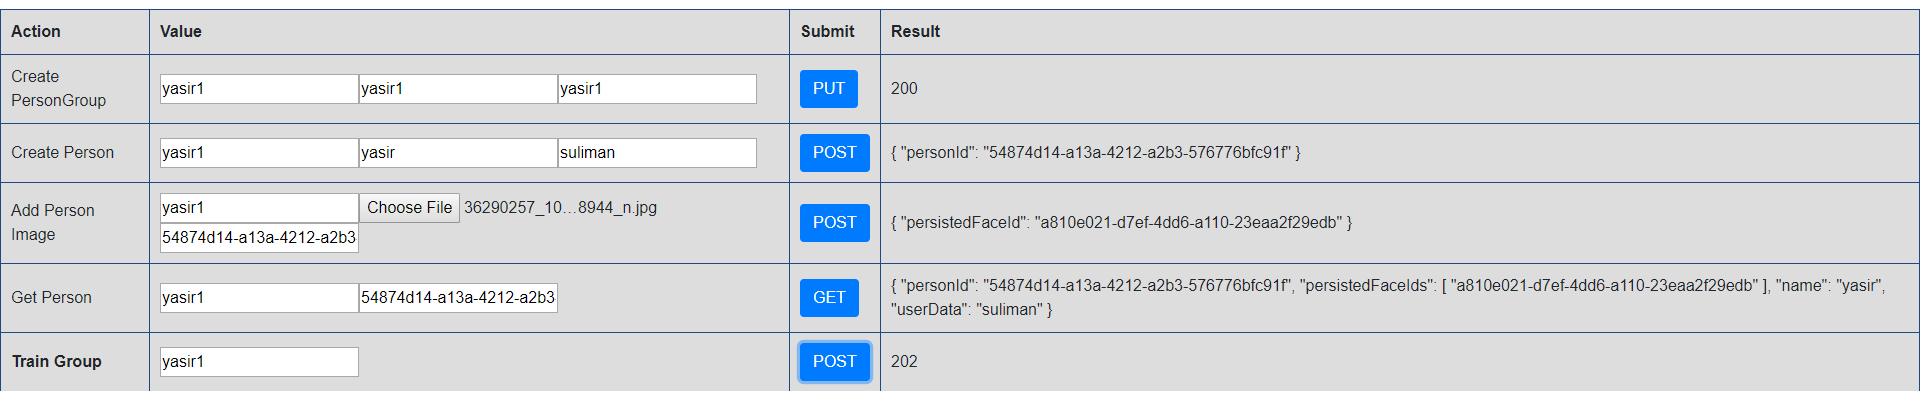 Action Value Submit Result
Create
PersonGroup
yasir1 yasir1 yasir1 PUT 200
Create Person yasir1 yasir suliman POST { "personId": "54874d14-a13a-4212-a2b3-576776bfc91f" }
Add Person
Image
yasir1 Choose File 36290257_10…8944_n.jpg
54874d14-a13a-4212-a2b3
POST { "persistedFaceId": "a810e021-d7ef-4dd6-a110-23eaa2f29edb" }
Get Person yasir1 54874d14-a13a-4212-a2b3 GET
{ "personId": "54874d14-a13a-4212-a2b3-576776bfc91f", "persistedFaceIds": [ "a810e021-d7ef-4dd6-a110-23eaa2f29edb" ], "name": "yasir",
"userData": "suliman" }
Train Group yasir1 POST 202